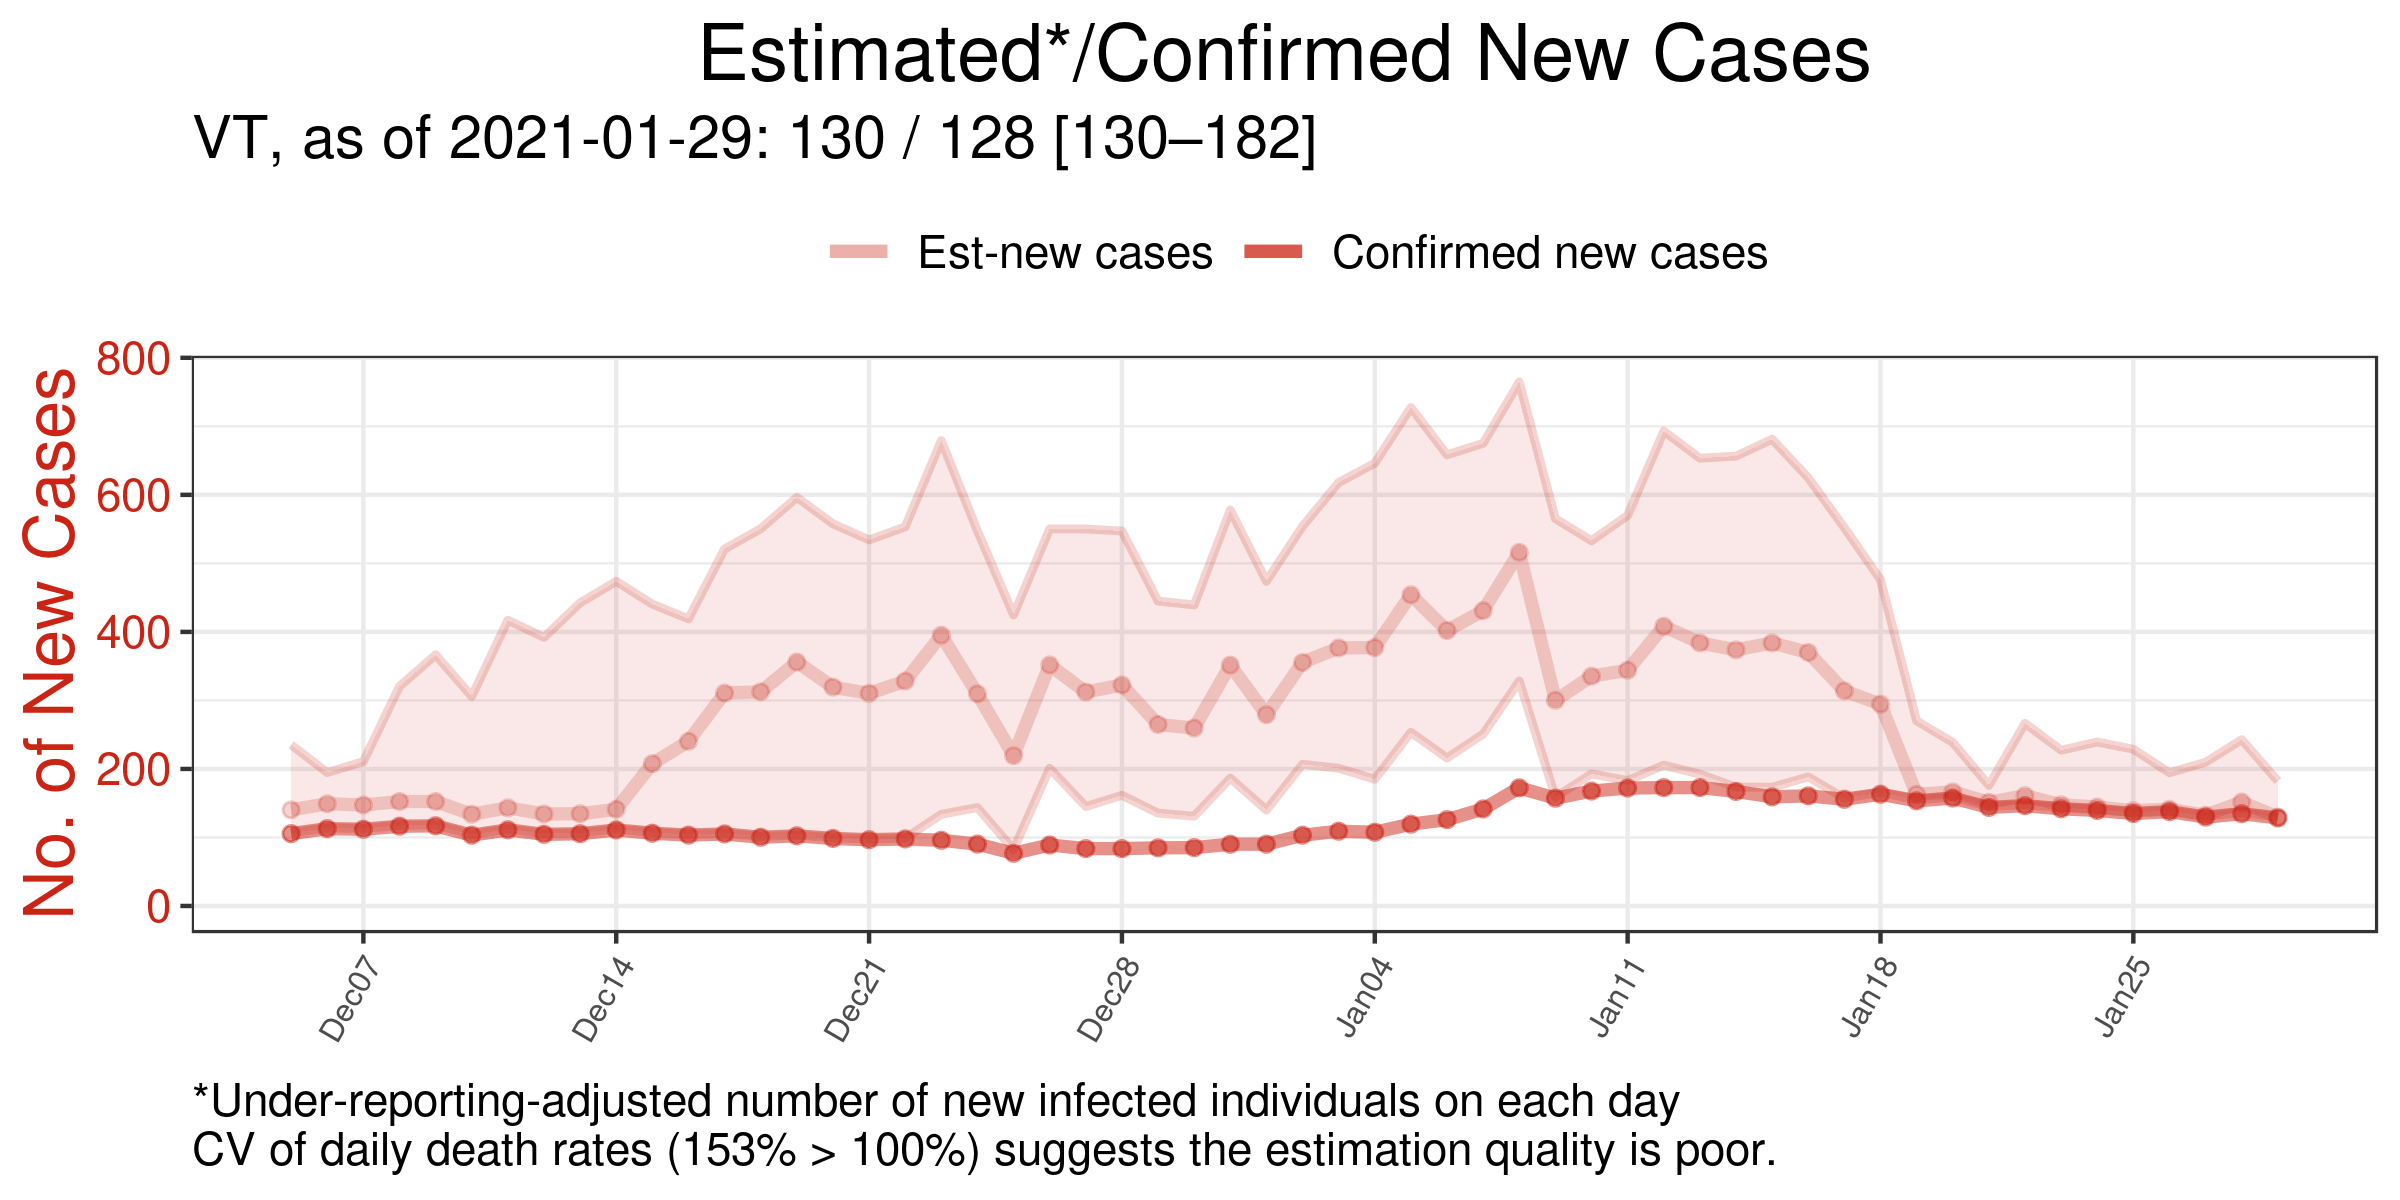 Estimated*/Confirmed New Cases
VT, as of 2021-01-29: 130 / 128 [130–182]
Est-new cases
Confirmed new cases
No. of New Cases
800
600
400
200
0
Dec07
Dec14
Dec21
Dec28
Jan04
Jan11
Jan18
Jan25
*Under-reporting-adjusted number of new infected individuals on each day
CV of daily death rates (153% > 100%) suggests the estimation quality is poor.